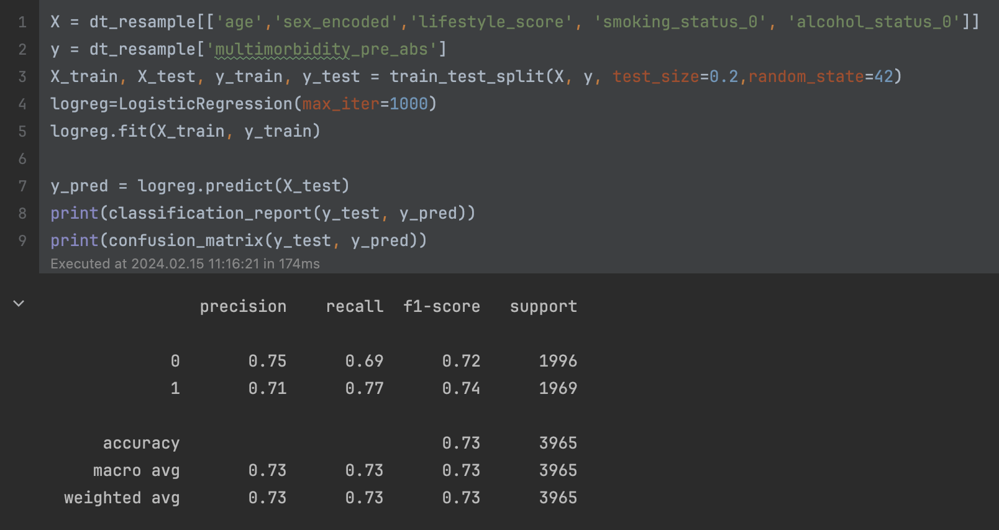 1 X = dt_resample[['age','sex_encoded','lifestyle_score', 'smoking_status_0', 'alcohol_status_0']]
2 y = dt_resample['multimorbidity_pre_abs']
3 X_train, X_test, y_train, y_test = train_test_split(X, y, test_size=0.2,random_state=42)
4 logreg=LogisticRegression(max_iter=1000)
5 logreg.fit(X_train, y_train)
6
7 y_pred = logreg.predict(X_test)
8 print(classification_report(y_test, y_pred))
9 print(confusion_matrix(y_test, y_pred))
Executed at 2024.02.15 11:16:21 in 174ms
precision recall f1-score support
0 0.75 0.69 0.72 1996
1 0.71 0.77 0.74 1969
accuracy 0.73 3965
macro avg 0.73 0.73 0.73 3965
weighted avg 0.73 0.73 0.73 3965